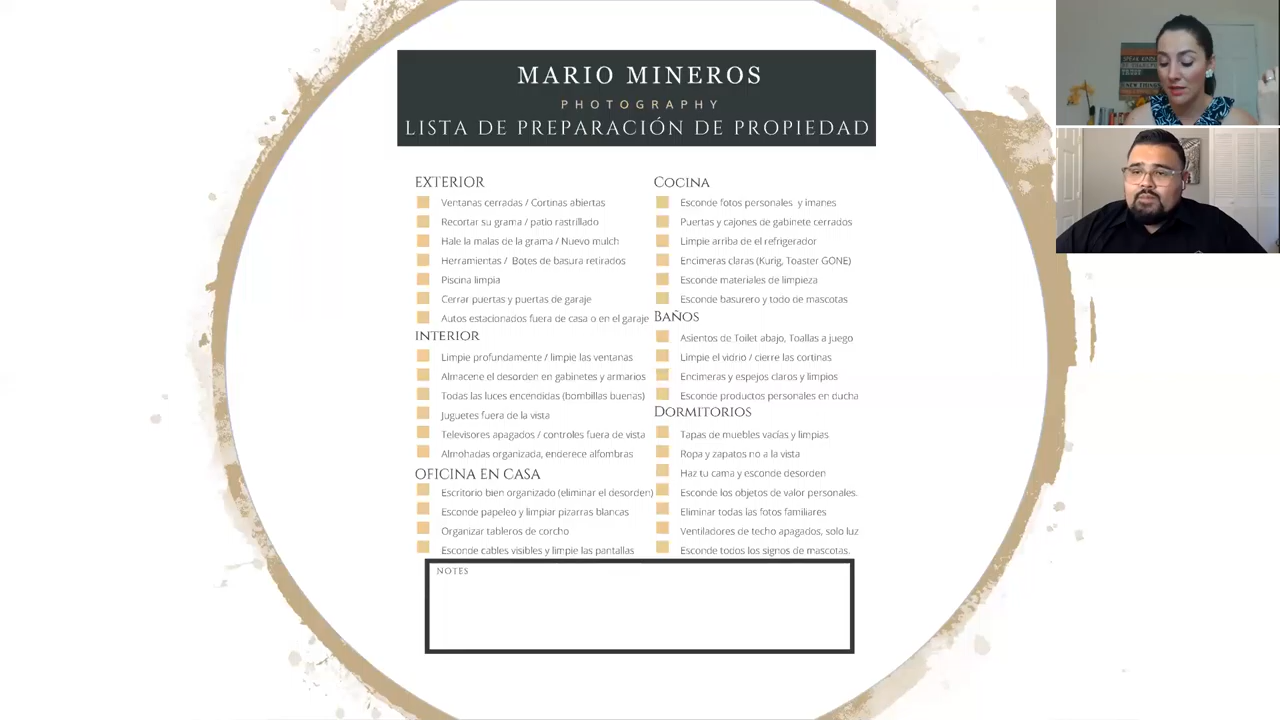 MARIO MINEROS
PHOTOGRAPHY
LISTA DE PREPARACIÓN DE PROPIEDAD
EXTERIOR
Ventanas cerradas / Cortinas abiertas
Recortar su grama / patio rastrillado
Hale la malas de la grama / Nuevo mulch
Herramientas / Botes de basura retirados
Piscina limpia
Cerrar puertas y puertas de garaje
Autos estacionados fuera de casa o en el garaje
INTERIOR
Limpie profundamente / limpie las ventanas
Almacene el desorden en gabinetes y armarios
Todas las luces encendidas (bombillas buenas)
Juguetes fuera de la vista
Televisores apagados / controles fuera de vista
Almohadas organizada, enderece alfombras
OFICINA EN CASA
Escritorio bien organizado (eliminar el desorden)
Esconde papeleo y limpiar pizarras blancas
Organizar tableros de corcho
Esconde cables visibles y limpie las pantallas
COCINA
Esconde fotos personales y imanes
Puertas y cajones de gabinete cerrados
Limpie arriba de el refrigerador
Encimeras claras (Kurig, Toaster GONE)
Esconde materiales de limpieza
Esconde basurero y todo de mascotas
BAÑOS
Asientos de Toilet abajo, Toallas a juego
Limpie el vidrio / cierre las cortinas
Encimeras y espejos claros y limpios
Esconde productos personales en ducha
DORMITORIOS
Tapas de muebles vacías y limpias
Ropa y zapatos no a la vista
Haz tu cama y esconde desorden
Esconde los objetos de valor personales.
Eliminar todas las fotos familiares
Ventiladores de techo apagados, solo luz
Esconde todos los signos de mascotas.
NOTES
SPEAK KINDLY